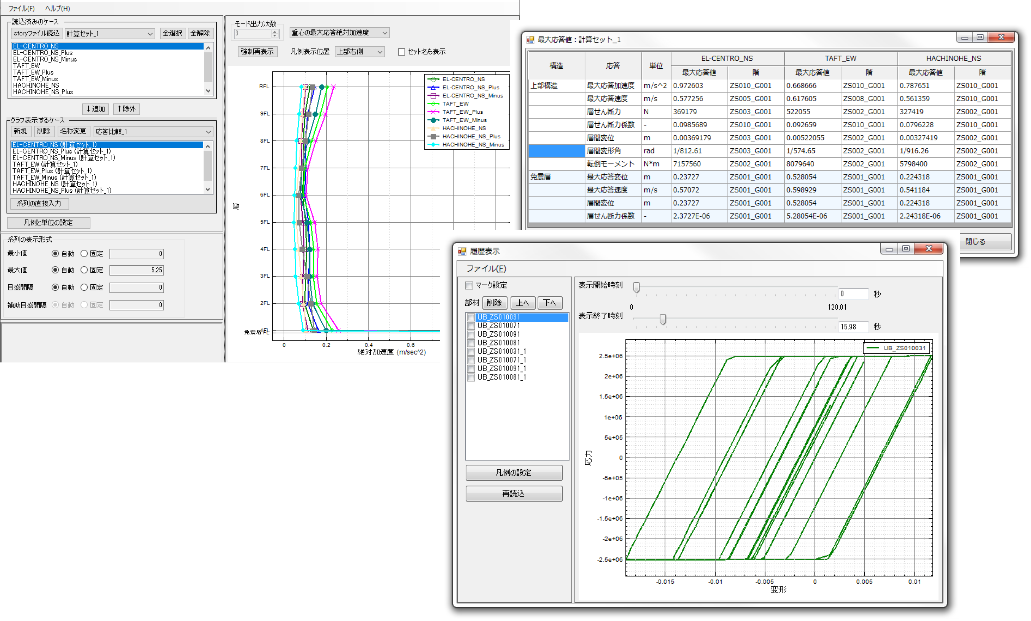 ファイル(F) ヘルプ(H)
読込済みのケース
storyファイル読込 計算セット_1 全選択 全解除
EL-CENTRO_NS
EL-CENTRO_NS_Plus
EL-CENTRO_NS_Minus
TAFT_EW
TAFT_EW_Plus
TAFT_EW_Minus
HACHINOHE_NS
HACHINOHE_NS_Plus
↓追加 ↑除外
グラフ表示するケース
新規 削除 名称変更 応答比較_1
EL-CENTRO_NS (計算セット_1)
EL-CENTRO_NS_Plus (計算セット_1)
EL-CENTRO_NS_Minus (計算セット_1)
TAFT_EW (計算セット_1)
TAFT_EW_Plus (計算セット_1)
TAFT_EW_Minus (計算セット_1)
HACHINOHE_NS (計算セット_1)
HACHINOHE_NS_Plus (計算セット_1)
系列の直接入力
凡例と単位の設定
系列の表示形式
最小値 自動 固定 0
最大値 自動 固定 5.25
目盛間隔 自動 固定 0
補助目盛間隔 自動 固定 0
モード出力次数
1 重心の最大応答絶対加速度
強制再表示 凡例表示位置 上部右側 セット名表示
EL-CENTRO_NS
EL-CENTRO_NS_Plus
EL-CENTRO_NS_Minus
TAFT_EW
TAFT_EW_Plus
TAFT_EW_Minus
HACHINOHE_NS
HACHINOHE_NS_Plus
HACHINOHE_NS_Minus
RFL
9FL
8FL
7FL
6FL
5FL
4FL
3FL
2FL
階
0 0.2 0.4 0.6
絶対加速度 (m/sec^2)
最大応答値：計算セット_1
構造 応答 単位 EL-CENTRO_NS TAFT_EW HACHINOHE_NS
最大応答値 階 最大応答値 階 最大応答値 階
上部構造 最大応答加速度 m/s^2 0.972603 ZS010_G001 0.668666 ZS010_G001 0.787651 ZS010_G001
最大応答速度 m/s 0.577256 ZS005_G001 0.617605 ZS008_G001 0.561359 ZS010_G001
層せん断力 N 369179 ZS003_G001 522055 ZS002_G001 327419 ZS002_G001
層せん断力係数 - 0.0985689 ZS010_G001 0.092659 ZS010_G001 0.0796228 ZS010_G001
層間変位 m 0.00369179 ZS003_G001 0.00522055 ZS002_G001 0.00327419 ZS002_G001
層間変形角 rad 1/812.61 ZS003_G001 1/574.65 ZS002_G001 1/916.26 ZS002_G001
転倒モーメント N*m 7157560 ZS002_G001 8079640 ZS002_G001 5798400 ZS002_G001
免震層 最大応答変位 m 0.23727 ZS001_G001 0.528054 ZS001_G001 0.224318 ZS001_G001
最大応答速度 m/s 0.57072 ZS001_G001 0.598929 ZS001_G001 0.541184 ZS001_G001
層間変位 m 0.23727 ZS001_G001 0.528054 ZS001_G001 0.224318 ZS001_G001
層せん断力係数 - 2.3727E-06 ZS001_G001 5.28054E-06 ZS001_G001 2.24318E-06 ZS001_G001
閉じる
履歴表示
ファイル(F)
マーク設定
部材 削除 上へ 下へ
UB_ZS010031
UB_ZS010071
UB_ZS010091
UB_ZS010081
UB_ZS010031_1
UB_ZS010071_1
UB_ZS010091_1
UB_ZS010081_1
凡例の設定
再読込
表示開始時刻 0 秒
0 120.01
表示終了時刻 16.98 秒
UB_ZS010031
2.5e+06
2e+06
1.5e+06
1e+06
5e+05
0
-5e+05
-1e+06
-1.5e+06
-2e+06
-2.5e+06
応力
-0.015 -0.01 -0.005 0 0.005 0.01
変形